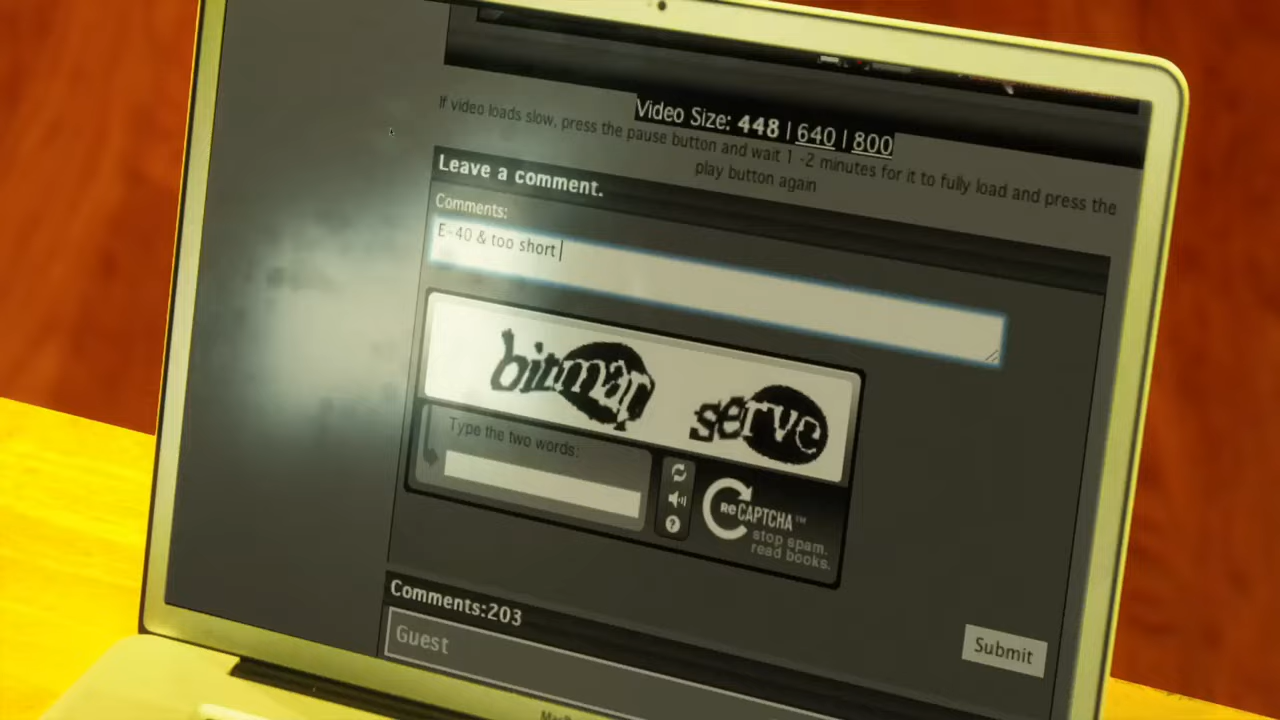 Video Size: 448 | 640 | 800
If video loads slow, press the pause button and wait 1 -2 minutes for it to fully load and press the
play button again
Leave a comment.
Comments:
E-40 & too short
bitmap serve
Type the two words:
reCAPTCHA™
stop spam.
read books.
Comments:203
Submit
Guest